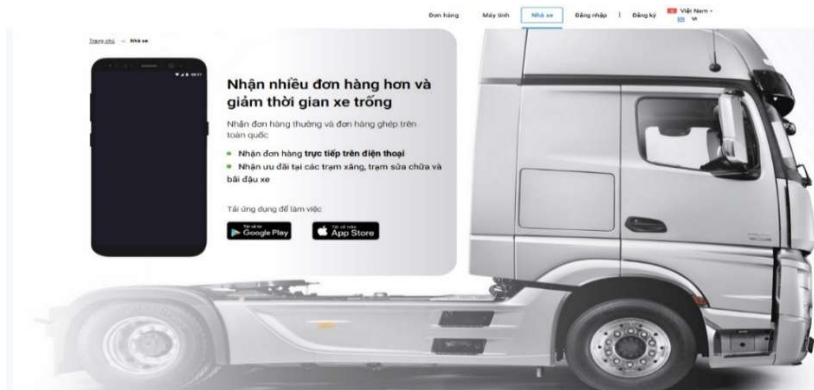 Đơn hàng Máy tính Nhà xe Đăng nhập | Đăng ký Việt Nam
VI
Trang chủ — Nhà xe
Nhận nhiều đơn hàng hơn và
giảm thời gian xe trống
Nhận đơn hàng thường và đơn hàng ghép trên
toàn quốc
Nhận đơn hàng trực tiếp trên điện thoại
Nhận ưu đãi tại các trạm xăng, trạm sửa chữa và
bãi đậu xe
Tải ứng dụng để làm việc
Google Play
App Store